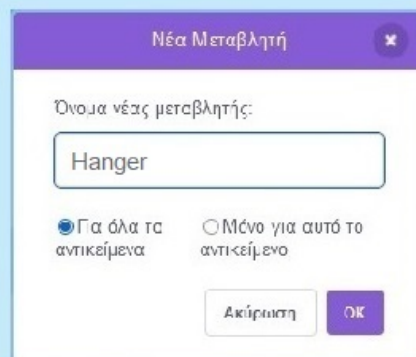 Νέα Μεταβλητή
Όνομα νέας μεταβλητής:
Hanger
Για όλα τα αντικείμενα
Μόνο για αυτό το αντικείμενο
Ακύρωση
OK